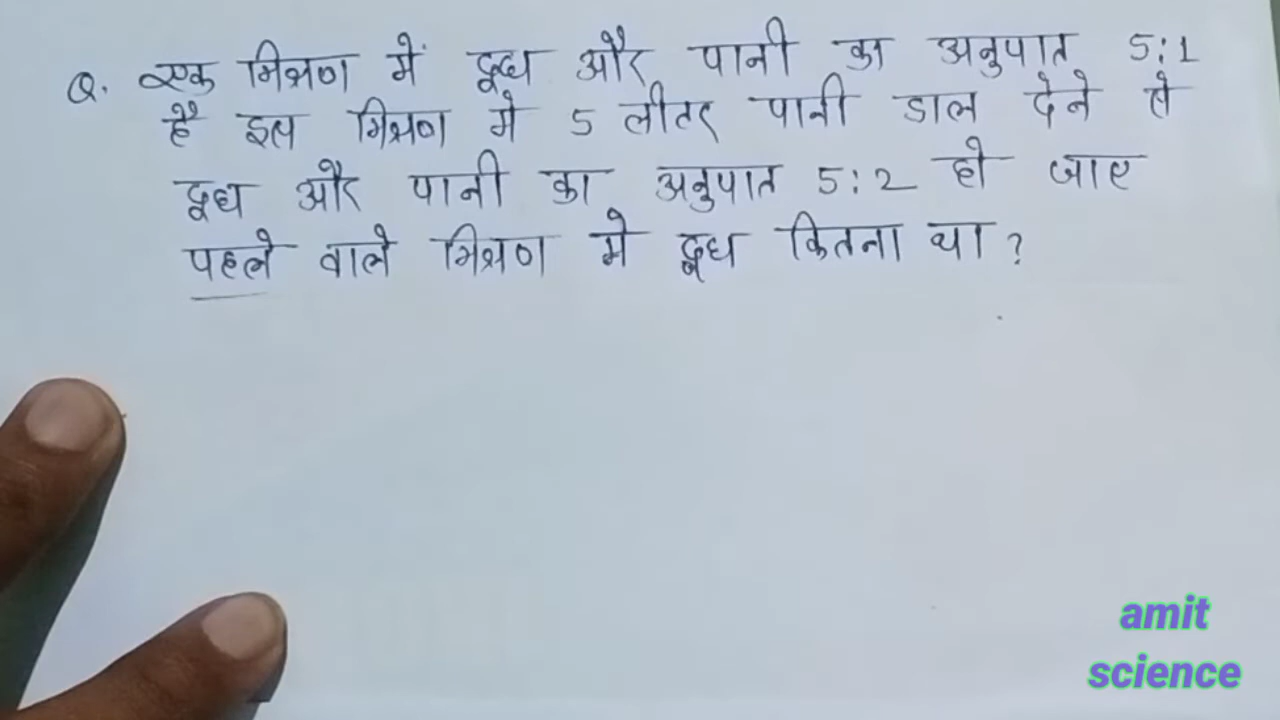 Q. एक मिश्रण में दूध और पानी का अनुपात 5:1
है इस मिश्रण मे 5 लीटर पानी डाल देने से
दूध और पानी का अनुपात 5:2 हो जाए
पहले वाले मिश्रण मे दूध कितना था ?
amit
science